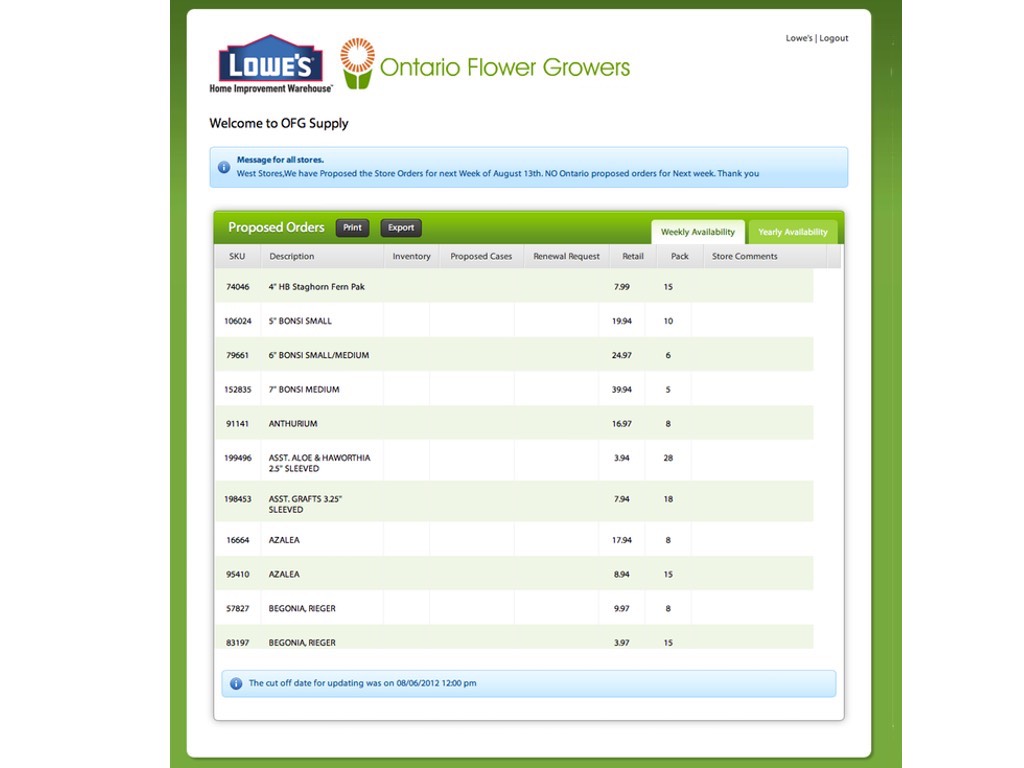 Lowe's | Logout
LOWE'S
Home Improvement Warehouse™
Ontario Flower Growers
Welcome to OFG Supply
Message for all stores.
West Stores,We have Proposed the Store Orders for next Week of August 13th. NO Ontario proposed orders for Next week. Thank you
Proposed Orders Print Export Weekly Availability Yearly Availability
SKU Description Inventory Proposed Cases Renewal Request Retail Pack Store Comments
74046 4" HB Staghorn Fern Pak 7.99 15
106024 5" BONSI SMALL 19.94 10
79661 6" BONSI SMALL/MEDIUM 24.97 6
152835 7" BONSI MEDIUM 39.94 5
91141 ANTHURIUM 16.97 8
199496 ASST. ALOE & HAWORTHIA 3.94 28
2.5" SLEEVED
198453 ASST. GRAFTS 3.25" 7.94 18
SLEEVED
16664 AZALEA 17.94 8
95410 AZALEA 8.94 15
57827 BEGONIA, RIEGER 9.97 8
83197 BEGONIA, RIEGER 3.97 15
The cut off date for updating was on 08/06/2012 12:00 pm